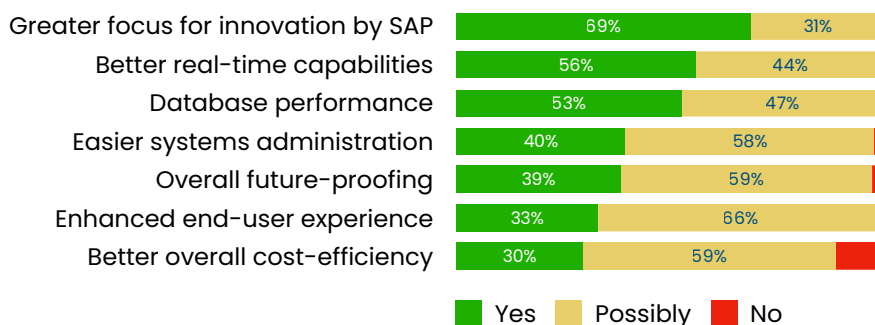 Greater focus for innovation by SAP 69% 31%
Better real-time capabilities 56% 44%
Database performance 53% 47%
Easier systems administration 40% 58%
Overall future-proofing 39% 59%
Enhanced end-user experience 33% 66%
Better overall cost-efficiency 30% 59%
Yes Possibly No